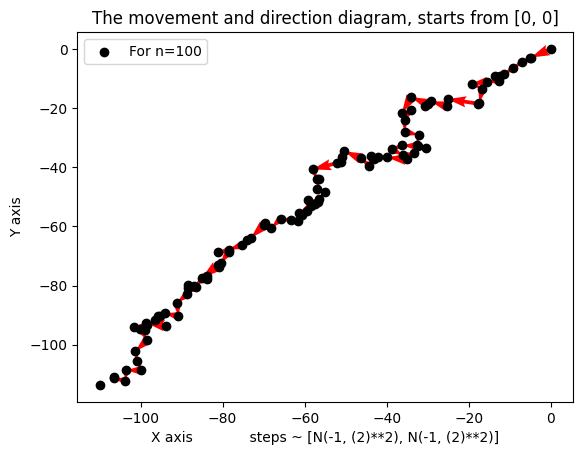 The movement and direction diagram, starts from [0, 0]
For n=100
Y axis
0
−20
−40
−60
−80
−100
−100 −80 −60 −40 −20 0
X axis steps ~ [N(-1, (2)**2), N(-1, (2)**2)]